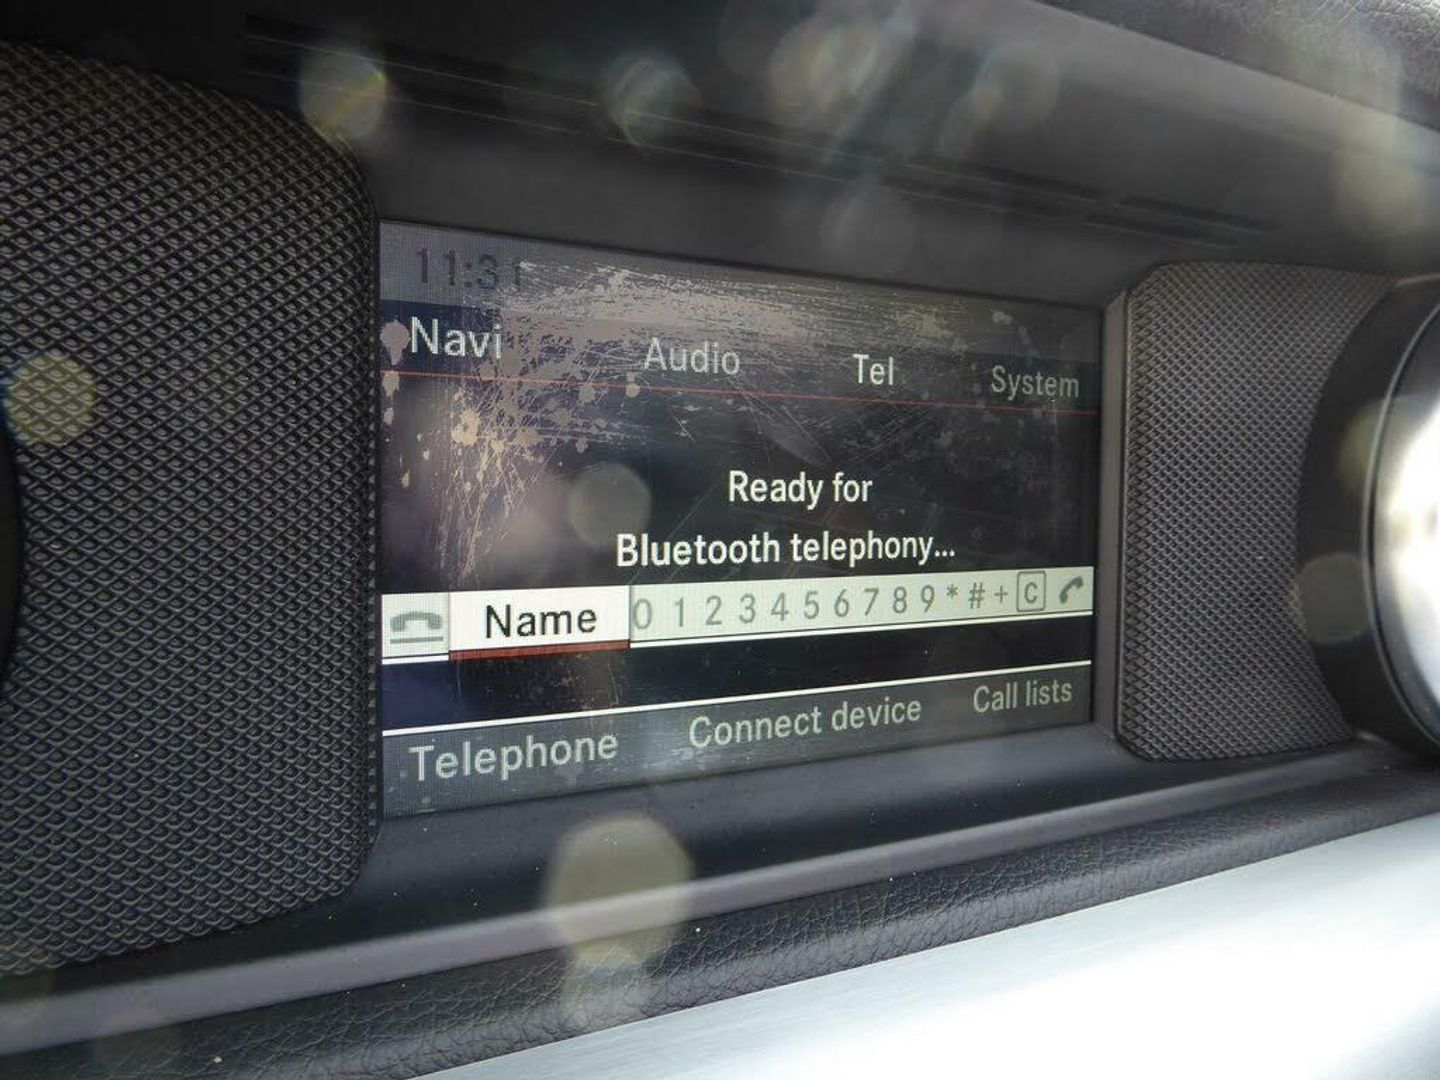 11:31
Navi Audio Tel System
Ready for
Bluetooth telephony...
Name 0 1 2 3 4 5 6 7 8 9 * # + C
Telephone Connect device Call lists